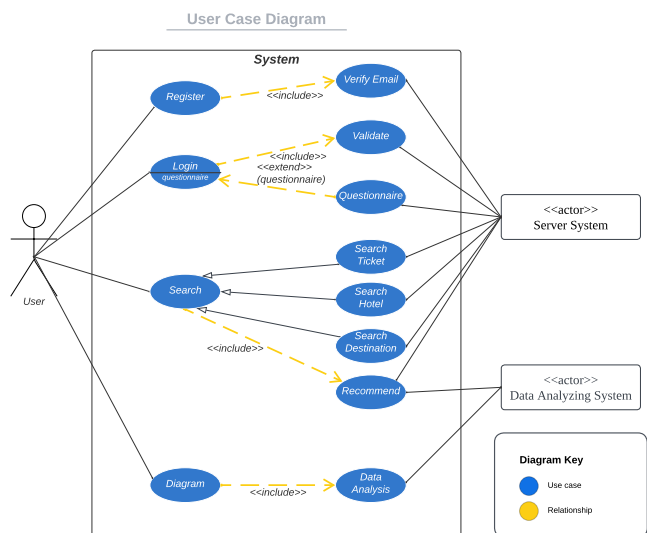 User Case Diagram
System
Register
<<include>>
Verify Email
Login
questionnaire
<<include>>
<<extend>>
(questionnaire)
Validate
Questionnaire
<<actor>>
Server System
User
Search
Search
Ticket
Search
Hotel
Search
Destination
<<include>>
Recommend
<<actor>>
Data Analyzing System
Diagram
<<include>>
Data
Analysis
Diagram Key
Use case
Relationship